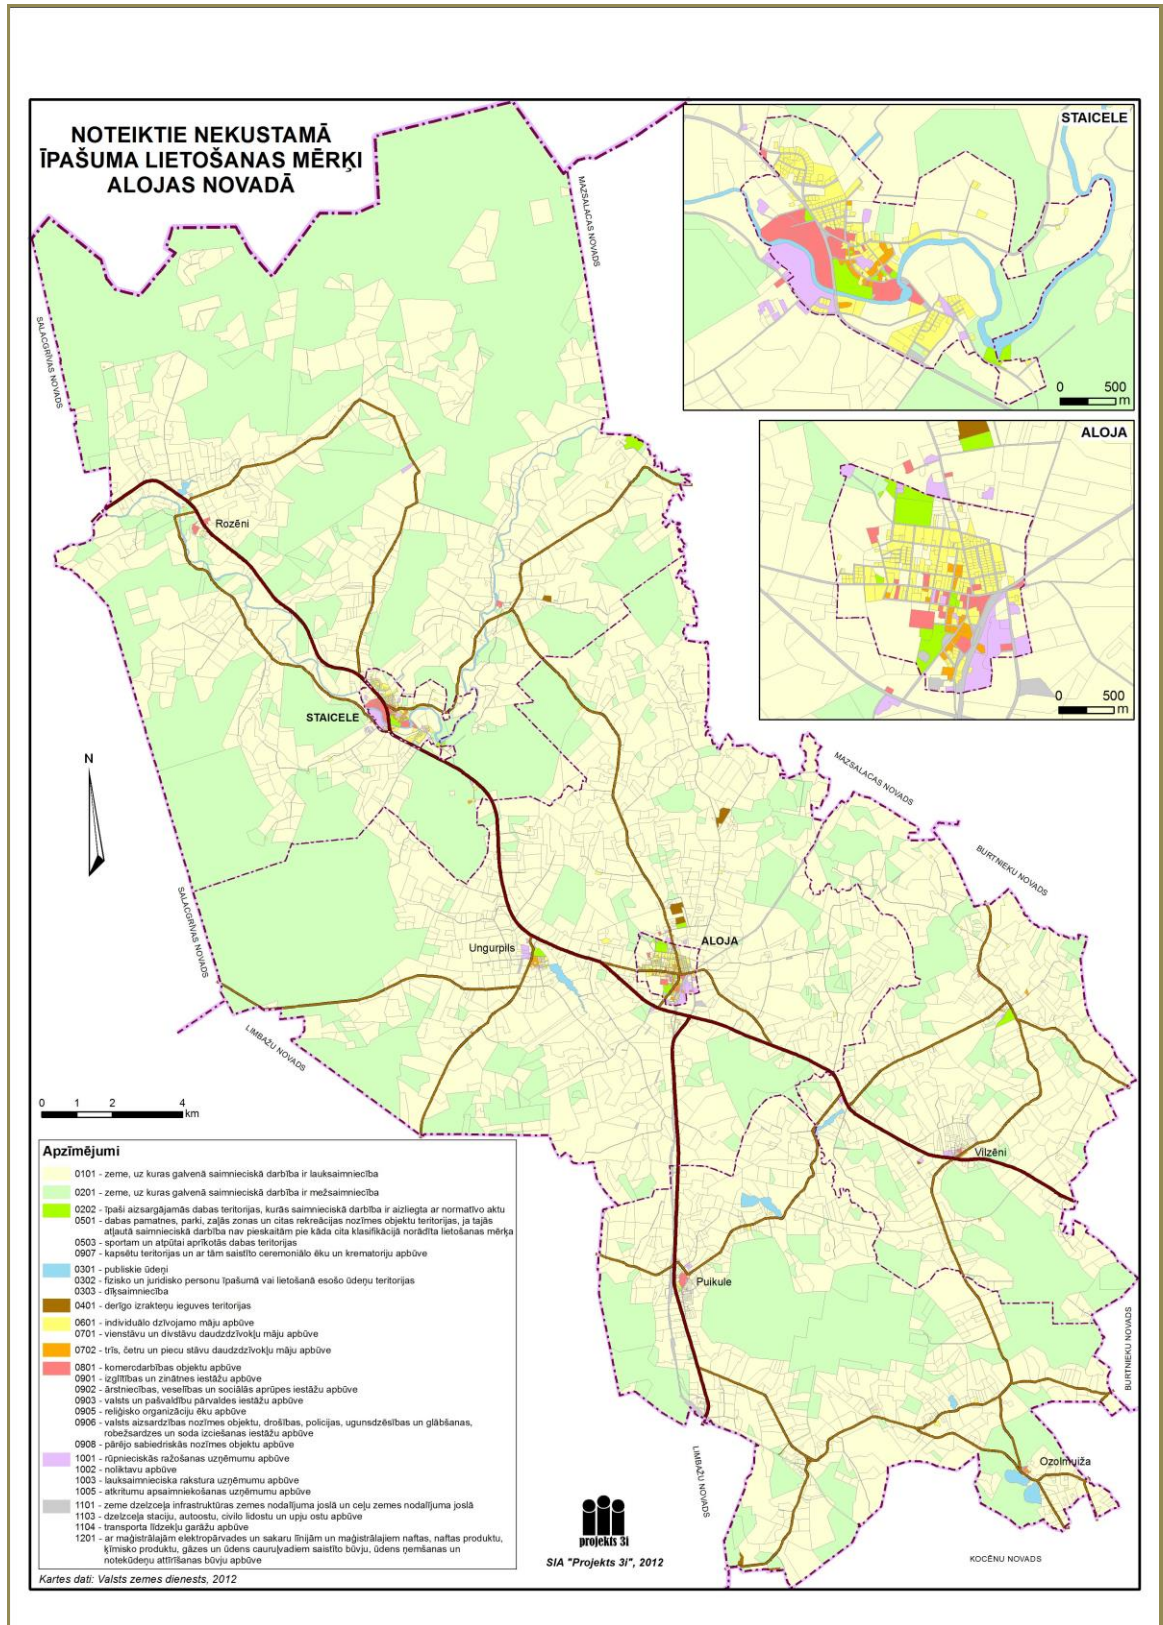 NOTEIKTIE NEKUSTAMĀ
ĪPAŠUMA LIETOŠANAS MĒRĶI
ALOJAS NOVADĀ
STAICELE
0 500
m
ALOJA
0 500
m
MAZSALACAS NOVADS
SALACGRĪVAS NOVADS
Rozēni
STAICELE
N
MAZSALACAS NOVADS
BURTNIEKU NOVADS
SALACGRĪVAS NOVADS
Ungurpils
ALOJA
LIMBAŽU NOVADS
0 1 2 4
km
Vilzēni
Puikule
BURTNIEKU NOVADS
Ozolmuiža
LIMBAŽU NOVADS
KOCĒNU NOVADS
Apzīmējumi
0101 - zeme, uz kuras galvenā saimnieciskā darbība ir lauksaimniecība
0201 - zeme, uz kuras galvenā saimnieciskā darbība ir mežsaimniecība
0202 - īpaši aizsargājamās dabas teritorijas, kurās saimnieciskā darbība ir aizliegta ar normatīvo aktu
0501 - dabas pamatnes, parki, zaļās zonas un citas rekreācijas nozīmes objektu teritorijas, ja tajās
atļautā saimnieciskā darbība nav pieskaitām pie kāda cita klasifikācijā norādīta lietošanas mērķa
0503 - sportam un atpūtai aprīkotās dabas teritorijas
0907 - kapsētu teritorijas un ar tām saistīto ceremoniālo ēku un krematoriju apbūve
0301 - publiskie ūdeņi
0302 - fizisko un juridisko personu īpašumā vai lietošanā esošo ūdeņu teritorijas
0303 - dīķsaimniecība
0401 - derīgo izrakteņu ieguves teritorijas
0601 - individuālo dzīvojamo māju apbūve
0701 - vienstāvu un divstāvu daudzdzīvokļu māju apbūve
0702 - trīs, četru un piecu stāvu daudzdzīvokļu māju apbūve
0801 - komercdarbības objektu apbūve
0901 - izglītības un zinātnes iestāžu apbūve
0902 - ārstniecības, veselības un sociālās aprūpes iestāžu apbūve
0903 - valsts un pašvaldību pārvaldes iestāžu apbūve
0905 - reliģisko organizāciju ēku apbūve
0906 - valsts aizsardzības nozīmes objektu, drošības, policijas, ugunsdzēsības un glābšanas,
robežsardzes un soda izciešanas iestāžu apbūve
0908 - pārējo sabiedriskās nozīmes objektu apbūve
1001 - rūpnieciskās ražošanas uzņēmumu apbūve
1002 - noliktavu apbūve
1003 - lauksaimnieciska rakstura uzņēmumu apbūve
1005 - atkritumu apsaimniekošanas uzņēmumu apbūve
1101 - zeme dzelzceļa infrastruktūras zemes nodalījuma joslā un ceļu zemes nodalījuma joslā
1103 - dzelzceļa staciju, autoostu, civilo lidostu un upju ostu apbūve
1104 - transporta līdzekļu garāžu apbūve
1201 - ar maģistrālajām elektropārvades un sakaru līnijām un maģistrālajiem naftas, naftas produktu,
ķīmisko produktu, gāzes un ūdens cauruļvadiem saistīto būvju, ūdens ņemšanas un
notekūdeņu attīrīšanas būvju apbūve
projekts 3i
SIA "Projekts 3i", 2012
Kartes dati: Valsts zemes dienests, 2012